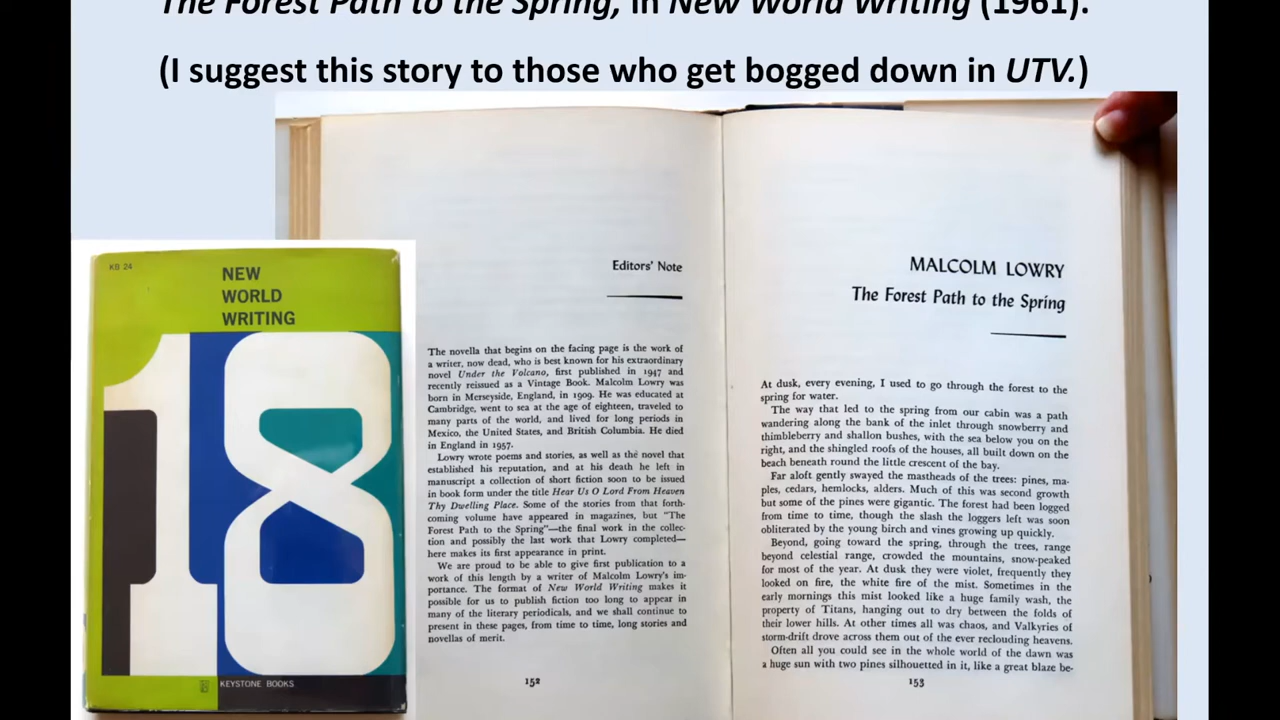 The Forest Path to the Spring, in New World Writing (1961).
(I suggest this story to those who get bogged down in UTV.)
KB 24
NEW
WORLD
WRITING
18
KEYSTONE BOOKS
Editors' Note
The novella that begins on the facing page is the work of
a writer, now dead, who is best known for his extraordinary
novel Under the Volcano, first published in 1947 and
recently reissued as a Vintage Book. Malcolm Lowry was
born in Merseyside, England, in 1909. He was educated at
Cambridge, went to sea at the age of eighteen, traveled to
many parts of the world, and lived for long periods in
Mexico, the United States, and British Columbia. He died
in England in 1957.
Lowry wrote poems and stories, as well as the novel that
established his reputation, and at his death he left in
manuscript a collection of short fiction soon to be issued
in book form under the title Hear Us O Lord From Heaven
Thy Dwelling Place. Some of the stories from that forth-
coming volume have appeared in magazines, but "The
Forest Path to the Spring"—the final work in the collec-
tion and possibly the last work that Lowry completed—
here makes its first appearance in print.
We are proud to be able to give first publication to a
work of this length by a writer of Malcolm Lowry's im-
portance. The format of New World Writing makes it
possible for us to publish fiction too long to appear in
many of the literary periodicals, and we shall continue to
present in these pages, from time to time, long stories and
novellas of merit.
152
MALCOLM LOWRY
The Forest Path to the Spring
At dusk, every evening, I used to go through the forest to the
spring for water.
The way that led to the spring from our cabin was a path
wandering along the bank of the inlet through snowberry and
thimbleberry and shallon bushes, with the sea below you on the
right, and the shingled roofs of the houses, all built down on the
beach beneath round the little crescent of the bay.
Far aloft gently swayed the mastheads of the trees: pines, ma-
ples, cedars, hemlocks, alders. Much of this was second growth
but some of the pines were gigantic. The forest had been logged
from time to time, though the slash the loggers left was soon
obliterated by the young birch and vines growing up quickly.
Beyond, going toward the spring, through the trees, range
beyond celestial range, crowded the mountains, snow-peaked
for most of the year. At dusk they were violet, frequently they
looked on fire, the white fire of the mist. Sometimes in the
early mornings this mist looked like a huge family wash, the
property of Titans, hanging out to dry between the folds of
their lower hills. At other times all was chaos, and Valkyries of
storm-drift drove across them out of the ever reclouding heavens.
Often all you could see in the whole world of the dawn was
a huge sun with two pines silhouetted in it, like a great blaze be-
153